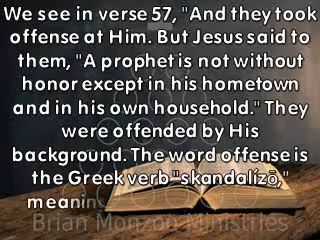 We see in verse 57, "And they took
offense at Him. But Jesus said to
them, "A prophet is not without
honor except in his hometown
and in his own household." They
were offended by His
background. The word offense is
the Greek verb "skandalízō,"
meanin
Brian Monzon Ministries